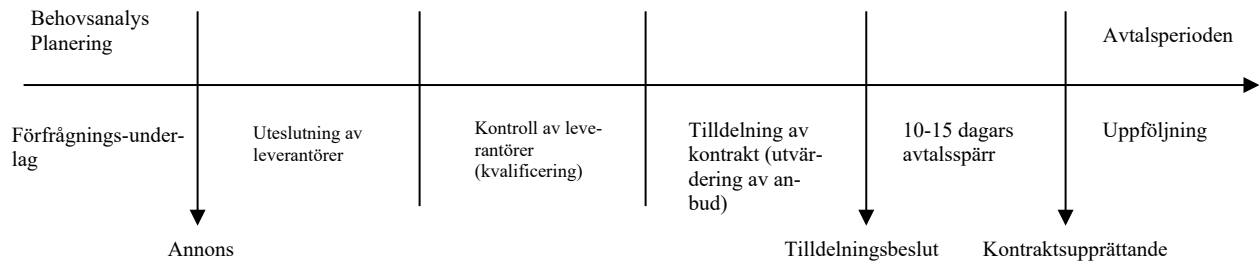 Behovsanalys
Planering
Avtalsperioden
Förfrågnings-under-
lag
Uteslutning av
leverantörer
Kontroll av leve-
rantörer
(kvalificering)
Tilldelning av
kontrakt (utvär-
dering av an-
bud)
10-15 dagars
avtalsspärr
Uppföljning
Annons
Tilldelningsbeslut
Kontraktsupprättande